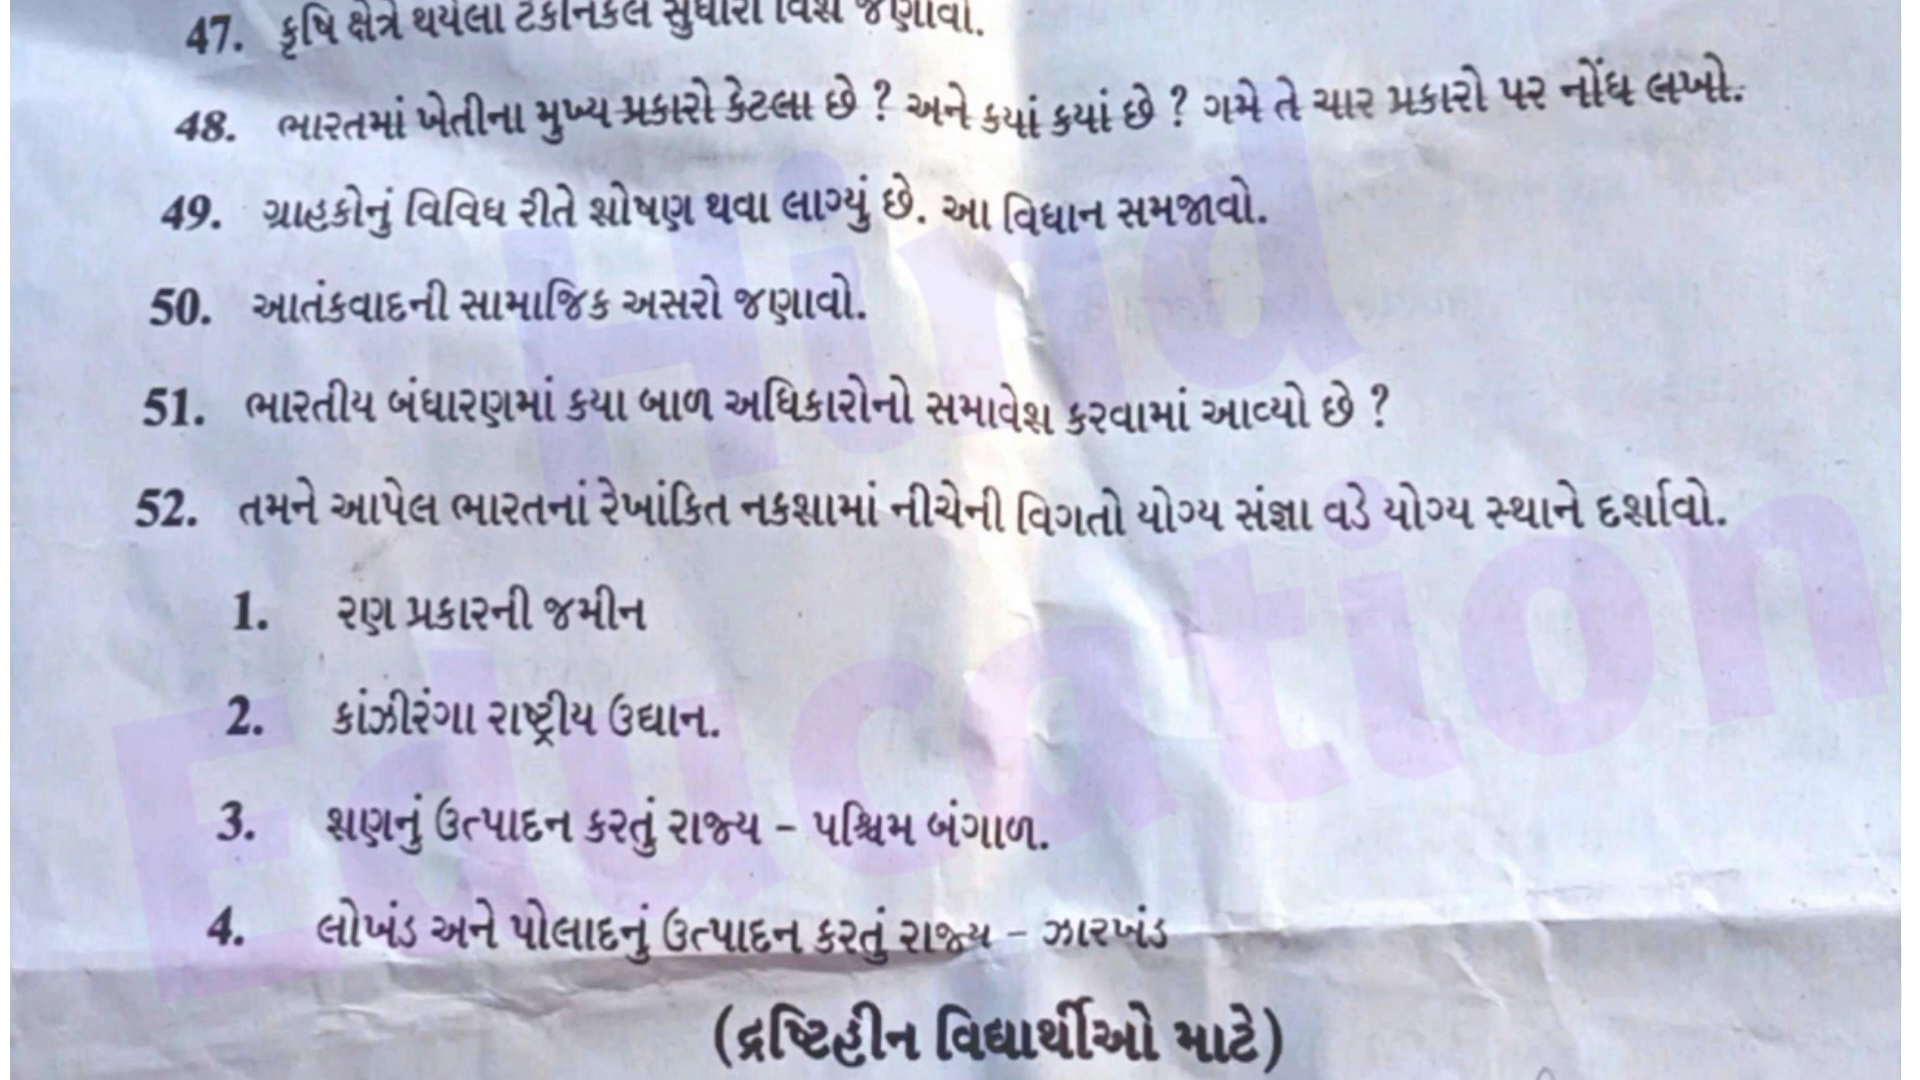 47. કૃષિ ક્ષેત્રે થયેલા ટેકનિકલ સુધારા વિશે જણાવો.
48. ભારતમાં ખેતીના મુખ્ય પ્રકારો કેટલા છે ? અને કયાં કયાં છે ? ગમે તે ચાર પ્રકારો પર નોંધ લખો.
49. ગ્રાહકોનું વિવિધ રીતે શોષણ થવા લાગ્યું છે. આ વિધાન સમજાવો.
50. આતંકવાદની સામાજિક અસરો જણાવો.
51. ભારતીય બંધારણમાં કયા બાળ અધિકારોનો સમાવેશ કરવામાં આવ્યો છે ?
52. તમને આપેલ ભારતનાં રેખાંકિત નકશામાં નીચેની વિગતો યોગ્ય સંજ્ઞા વડે યોગ્ય સ્થાને દર્શાવો.
1. રણ પ્રકારની જમીન
2. કાંઝીરંગા રાષ્ટ્રીય ઉદ્યાન.
3. શણનું ઉત્પાદન કરતું રાજ્ય – પશ્ચિમ બંગાળ.
4. લોખંડ અને પોલાદનું ઉત્પાદન કરતું રાજ્ય – ઝારખંડ
(દ્રષ્ટિહીન વિદ્યાર્થીઓ માટે)
Hind
Education